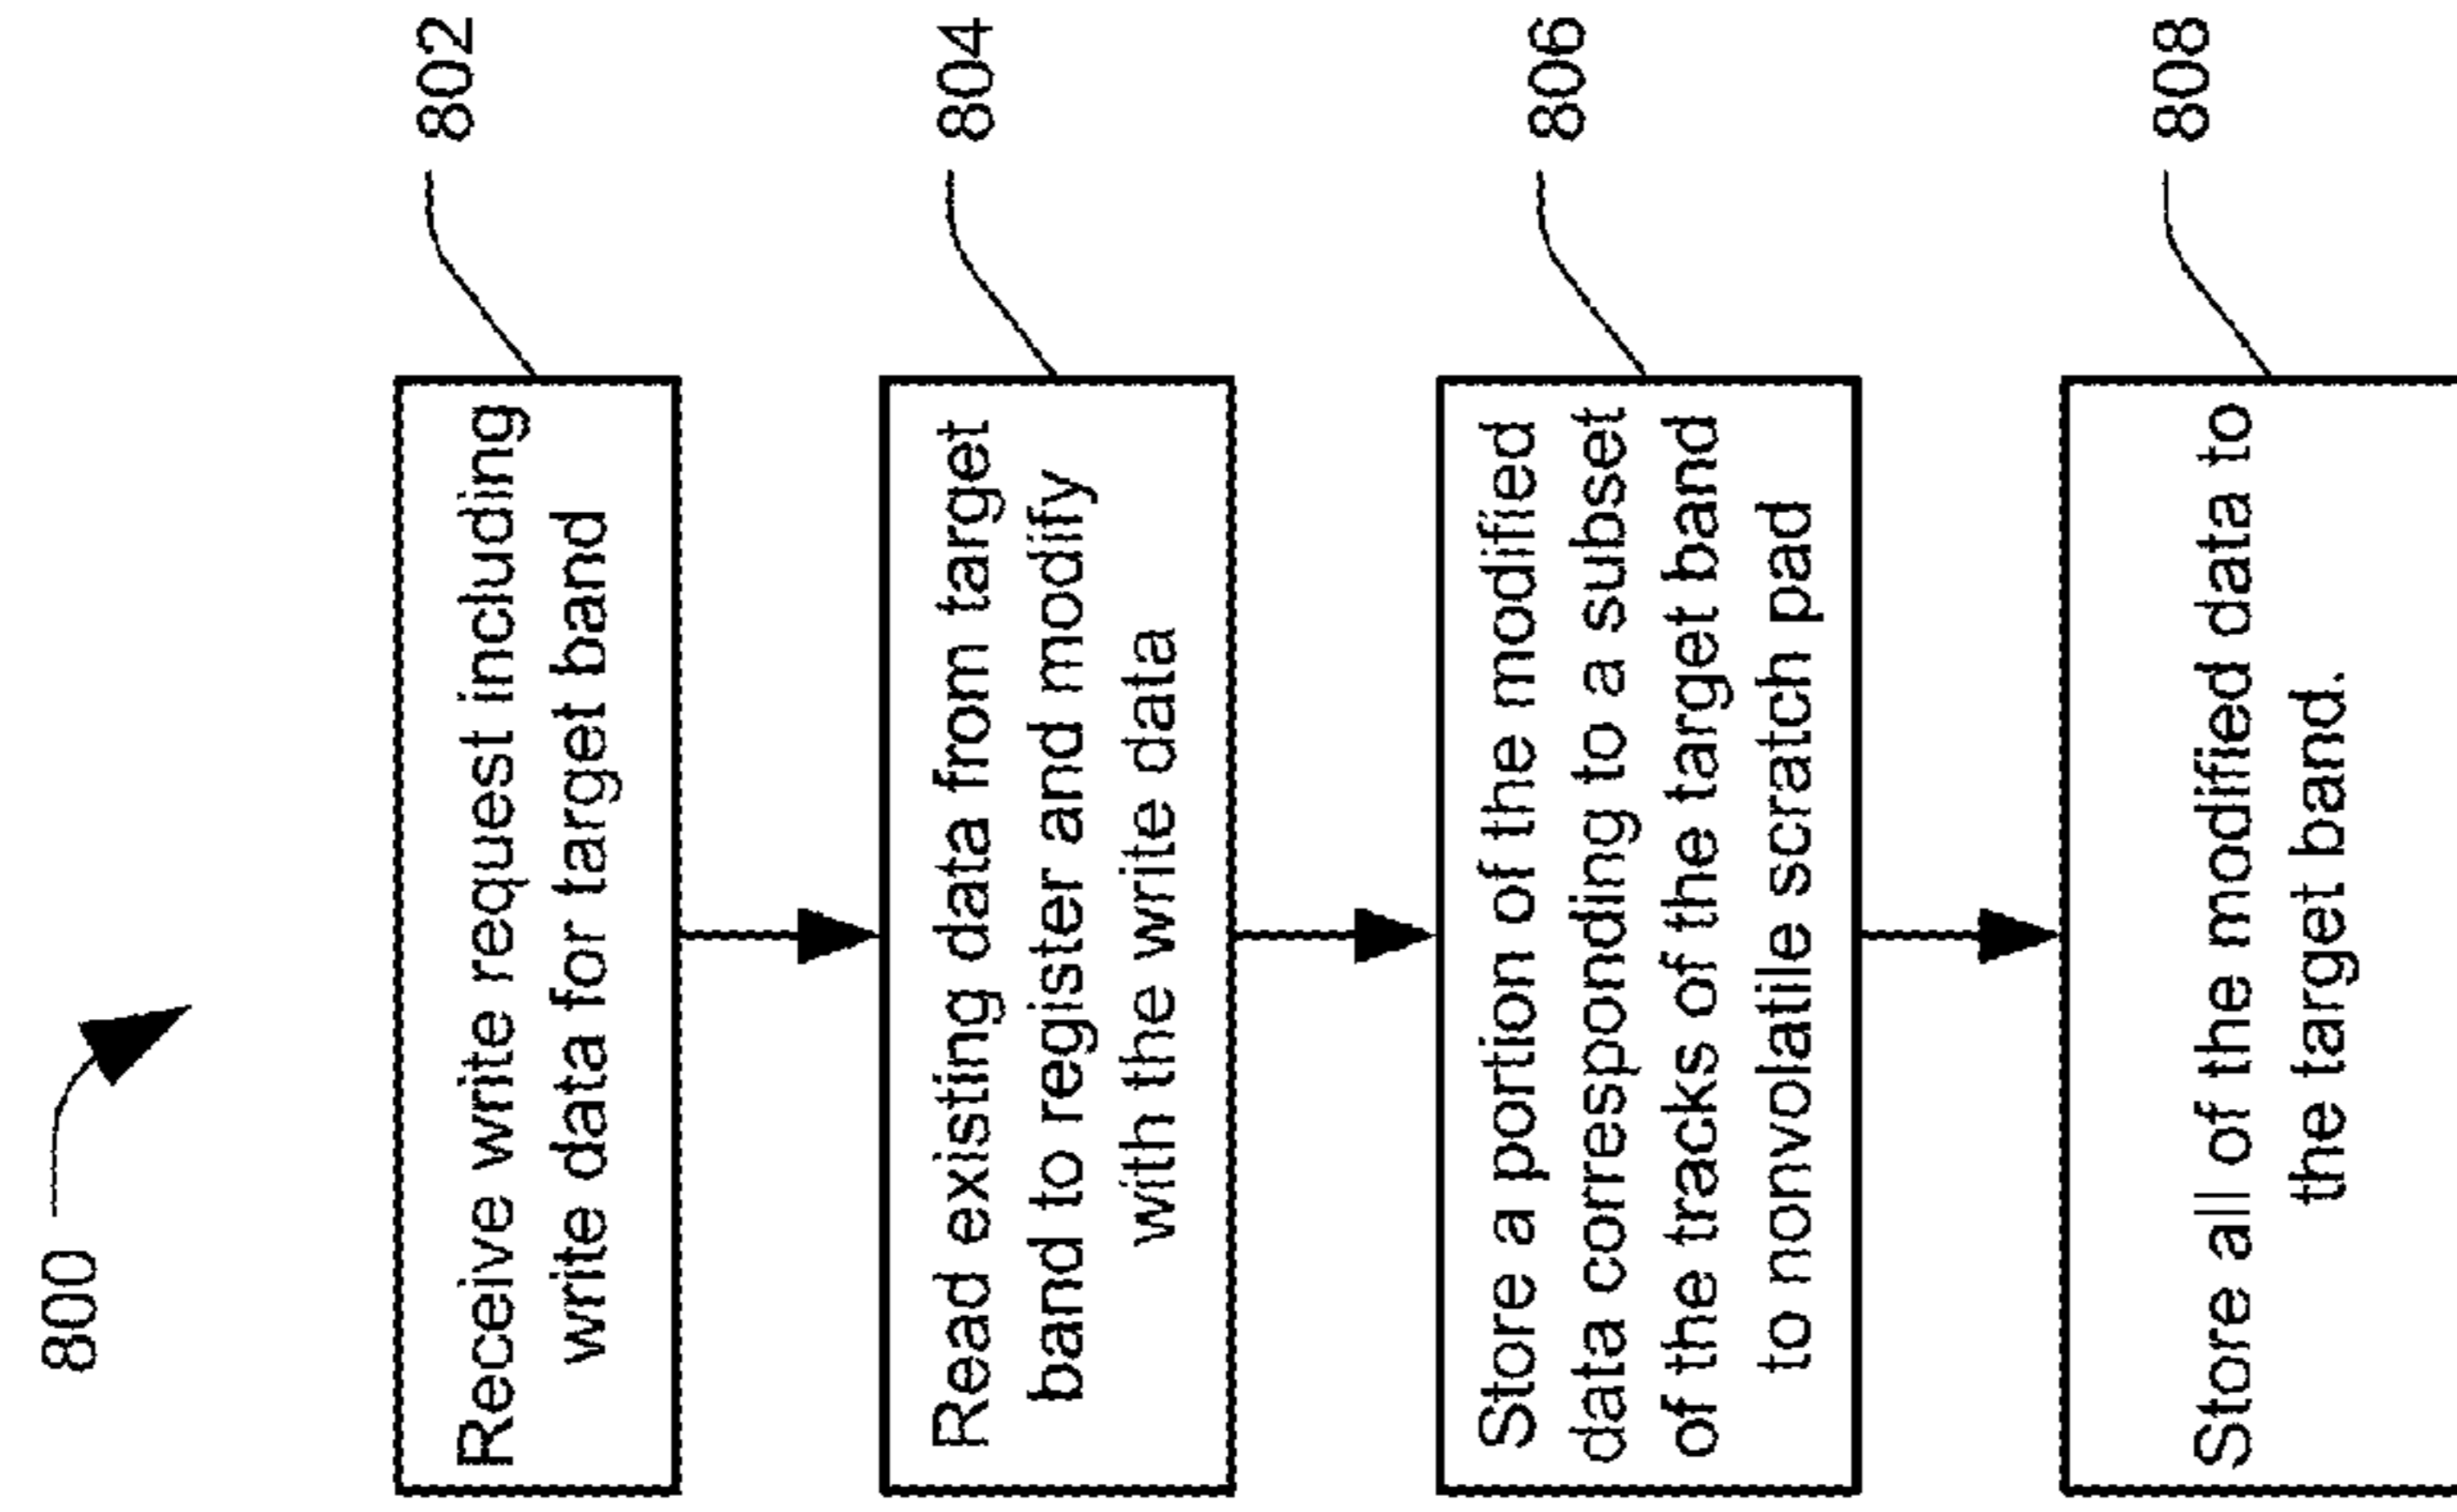 800
Receive write request including
write data for target band
802
Read existing data from target
band to register and modify
with the write data
804
Store a portion of the modified
data corresponding to a subset
of the tracks of the target band
to nonvolatile scratch pad
806
Store all of the modified data to
the target band.
808